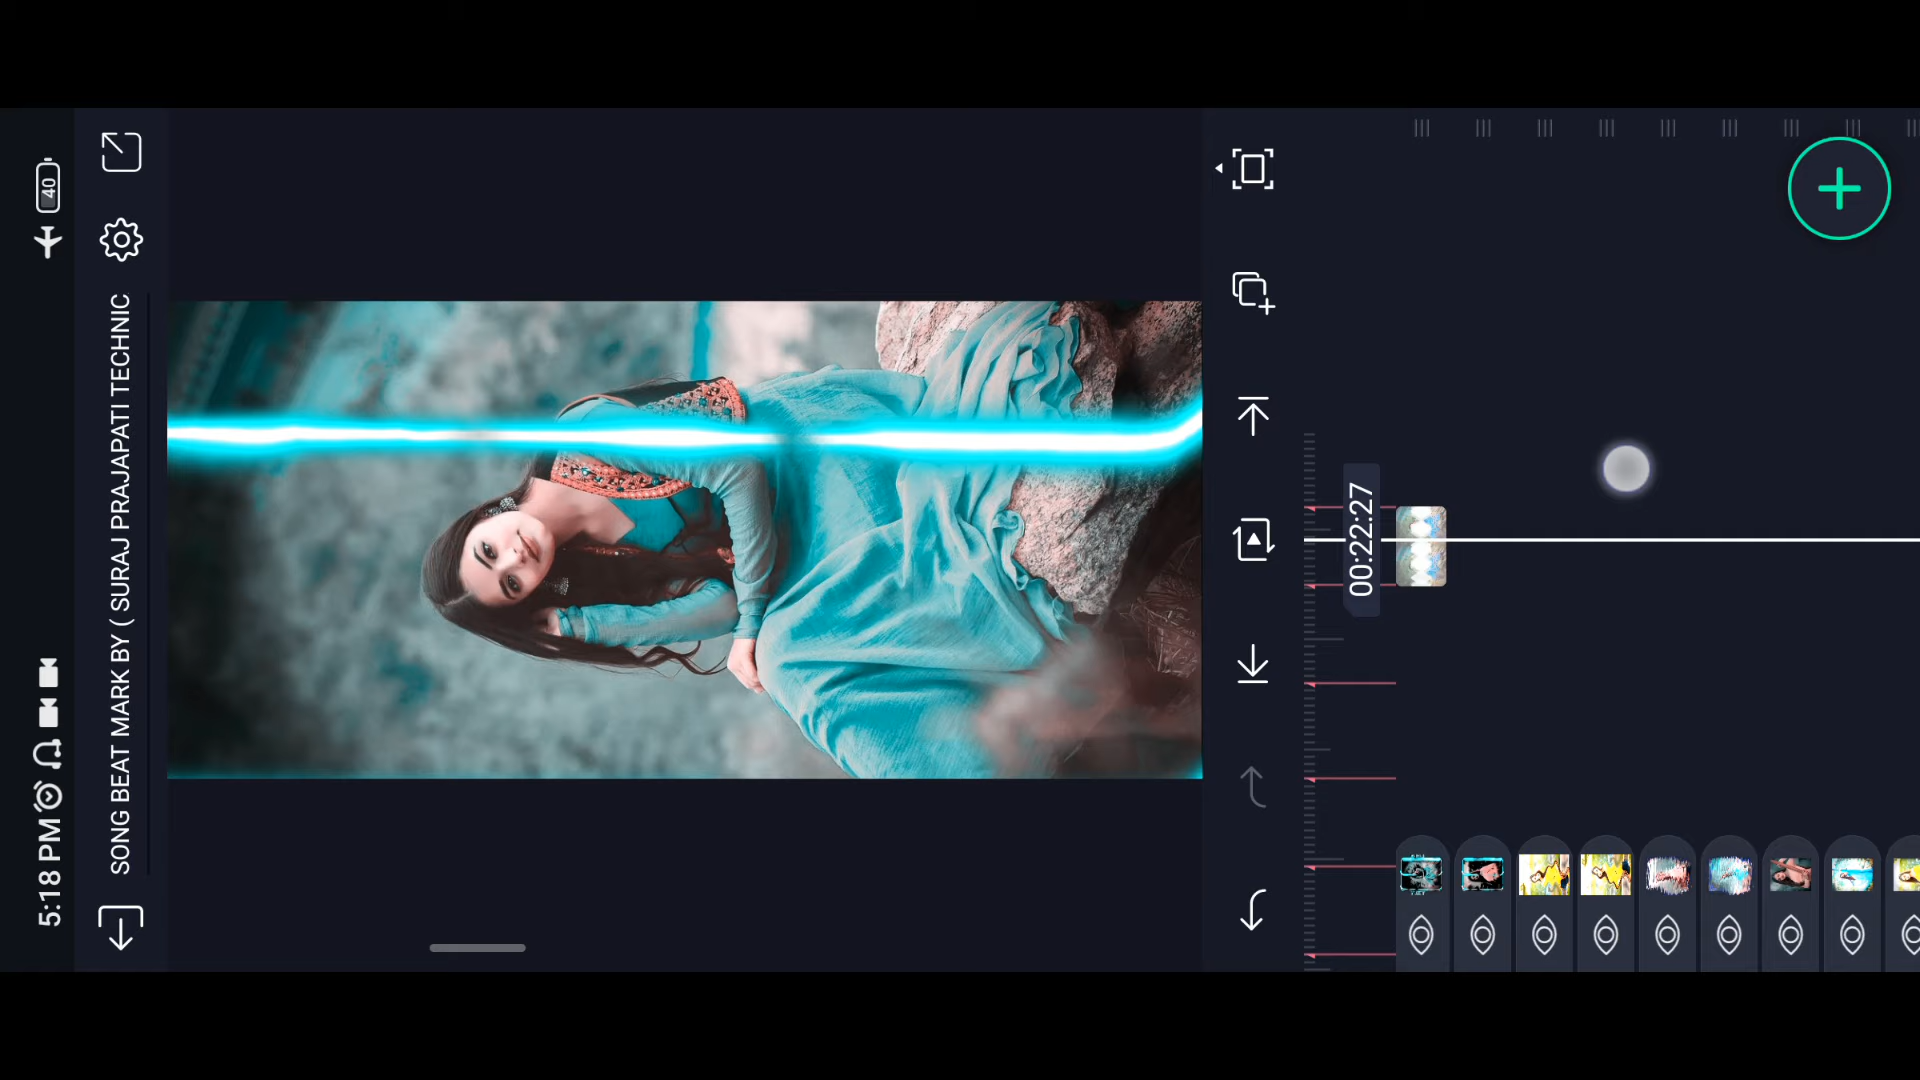 5:18 PM
40
SONG BEAT MARK BY ( SURAJ PRAJAPATI TECHNIC
00:22:27